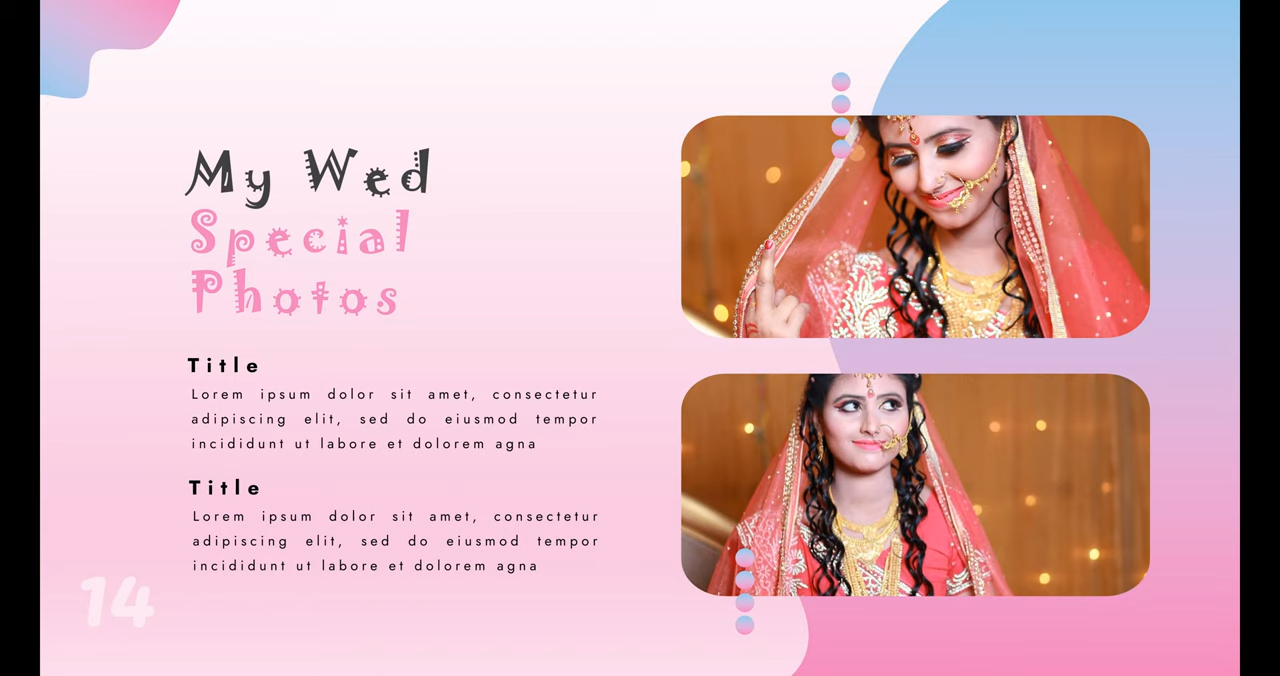 My Wed
Special
Photos
Title
Lorem ipsum dolor sit amet, consectetur
adipiscing elit, sed do eiusmod tempor
incididunt ut labore et dolorem agna
Title
Lorem ipsum dolor sit amet, consectetur
adipiscing elit, sed do eiusmod tempor
incididunt ut labore et dolorem agna
14